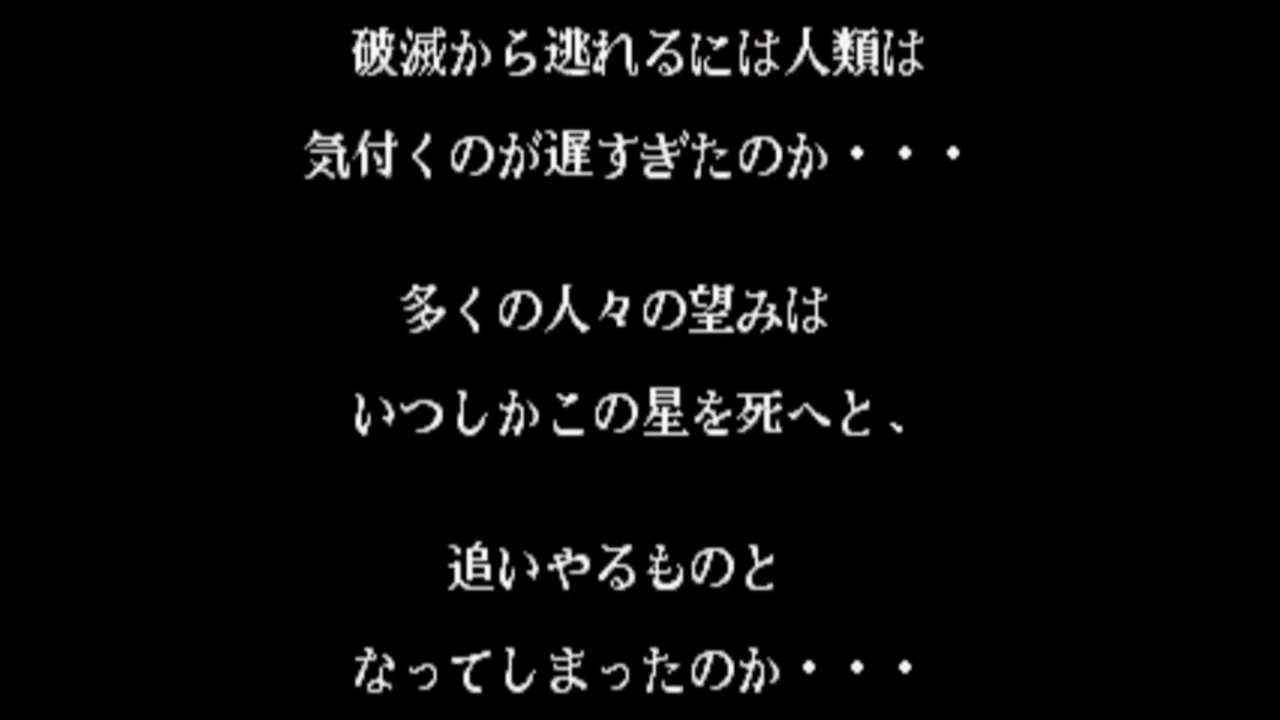 破滅から逃れるには人類は
気付くのが遅すぎたのか・・・
多くの人々の望みは
いつしかこの星を死へと、
追いやるものと
なってしまったのか・・・